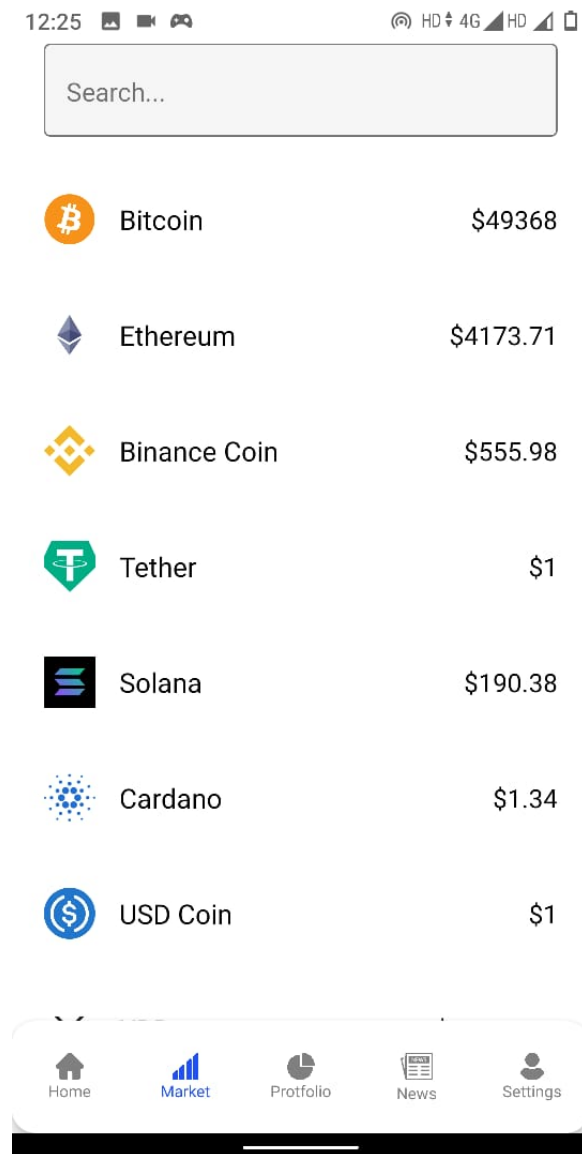 12:25 HD 4G HD
Search...
Bitcoin $49368
Ethereum $4173.71
Binance Coin $555.98
Tether $1
Solana $190.38
Cardano $1.34
USD Coin $1
NEWS
Home Market Protfolio News Settings